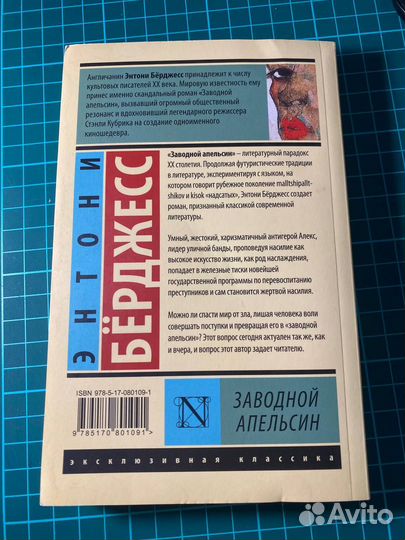 Англичанин Энтони Бёрджесс принадлежит к числу
культовых писателей XX века. Мировую известность ему
принес именно скандальный роман «Заводной
апельсин», вызвавший огромный общественный
резонанс и вдохновивший легендарного режиссера
Стэнли Кубрика на создание одноименного
киношедевра.
«Заводной апельсин» – литературный парадокс
XX столетия. Продолжая футуристические традиции
в литературе, экспериментируя с языком, на
котором говорит рубежное поколение malltshipalt-
shikov и kisok «надсатых», Энтони Бёрджесс создает
роман, признанный классикой современной
литературы.
Умный, жестокий, харизматичный антигерой Алекс,
лидер уличной банды, проповедуя насилие как
высокое искусство жизни, как род наслаждения,
попадает в железные тиски новейшей
государственной программы по перевоспитанию
преступников и сам становится жертвой насилия.
Можно ли спасти мир от зла, лишая человека воли
совершать поступки и превращая его в «заводной
апельсин»? Этот вопрос сегодня актуален так же, как
и вчера, и вопрос этот автор задает читателю.
ЭНТОНИ
БЁРДЖЕСС
ISBN 978-5-17-080109-1
9 785170 801091 >
N
ЗАВОДНОЙ
АПЕЛЬСИН
эксклюзивная классика
Avito